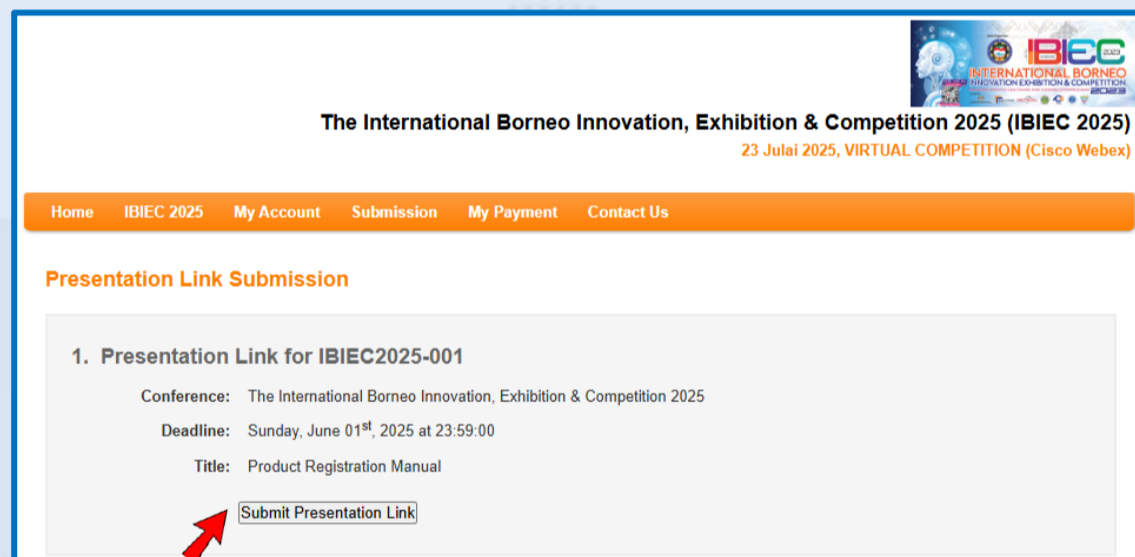 IBIEC
INTERNATIONAL BORNEO
INNOVATION EXHIBITION & COMPETITION
2023
The International Borneo Innovation, Exhibition & Competition 2025 (IBIEC 2025)
23 Julai 2025, VIRTUAL COMPETITION (Cisco Webex)
Home IBIEC 2025 My Account Submission My Payment Contact Us
Presentation Link Submission
1. Presentation Link for IBIEC2025-001
Conference: The International Borneo Innovation, Exhibition & Competition 2025
Deadline: Sunday, June 01st, 2025 at 23:59:00
Title: Product Registration Manual
Submit Presentation Link